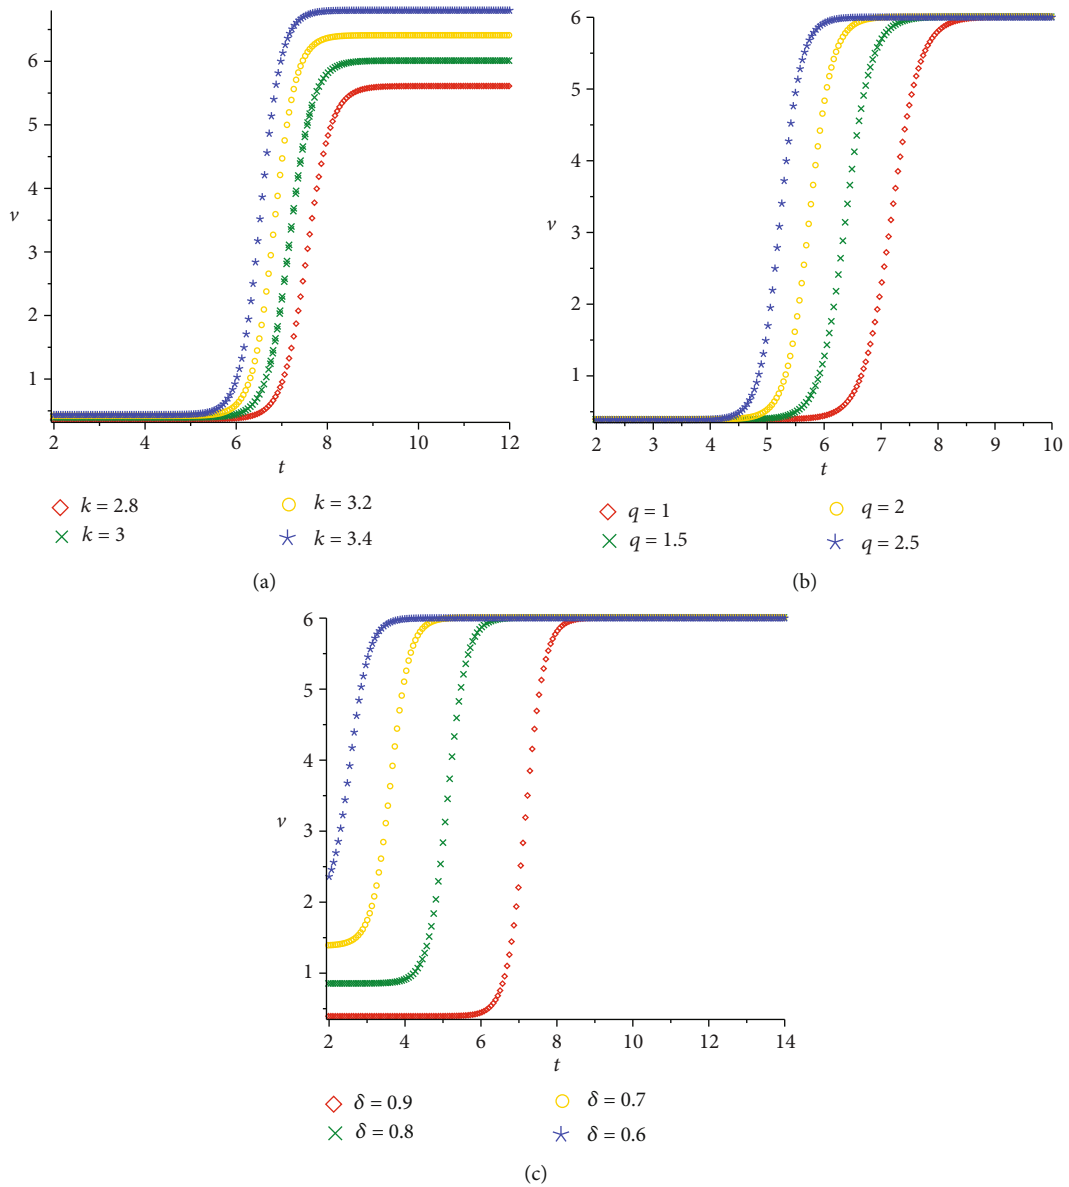 6
5
4
v
3
2
1
2 4 6 8 10 12
t
k = 2.8 k = 3.2
k = 3 k = 3.4
(a)
6
5
4
v
3
2
1
2 3 4 5 6 7 8 9 10
t
q = 1 q = 2
q = 1.5 q = 2.5
(b)
6
5
4
v
3
2
1
2 4 6 8 10 12 14
t
δ = 0.9 δ = 0.7
δ = 0.8 δ = 0.6
(c)